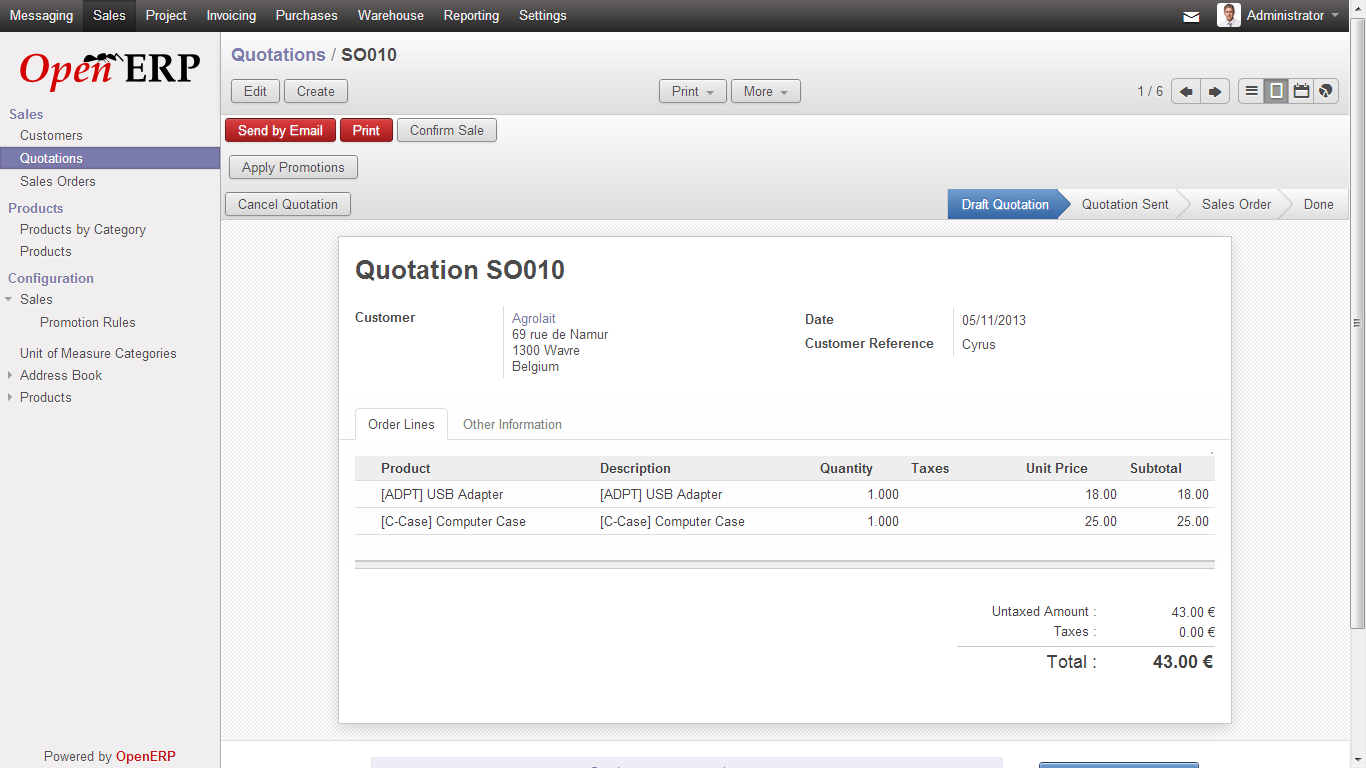 Messaging Sales Project Invoicing Purchases Warehouse Reporting Settings Administrator
Open ERP
Sales
Customers
Quotations
Sales Orders
Products
Products by Category
Products
Configuration
Sales
Promotion Rules
Unit of Measure Categories
Address Book
Products
Powered by OpenERP
Quotations / SO010
Edit Create Print More 1 / 6
Send by Email Print Confirm Sale
Apply Promotions
Cancel Quotation Draft Quotation Quotation Sent Sales Order Done
Quotation SO010
Customer Agrolait
69 rue de Namur
1300 Wavre
Belgium
Date 05/11/2013
Customer Reference Cyrus
Order Lines Other Information
Product Description Quantity Taxes Unit Price Subtotal
[ADPT] USB Adapter [ADPT] USB Adapter 1.000 18.00 18.00
[C-Case] Computer Case [C-Case] Computer Case 1.000 25.00 25.00
Untaxed Amount : 43.00 €
Taxes : 0.00 €
Total : 43.00 €